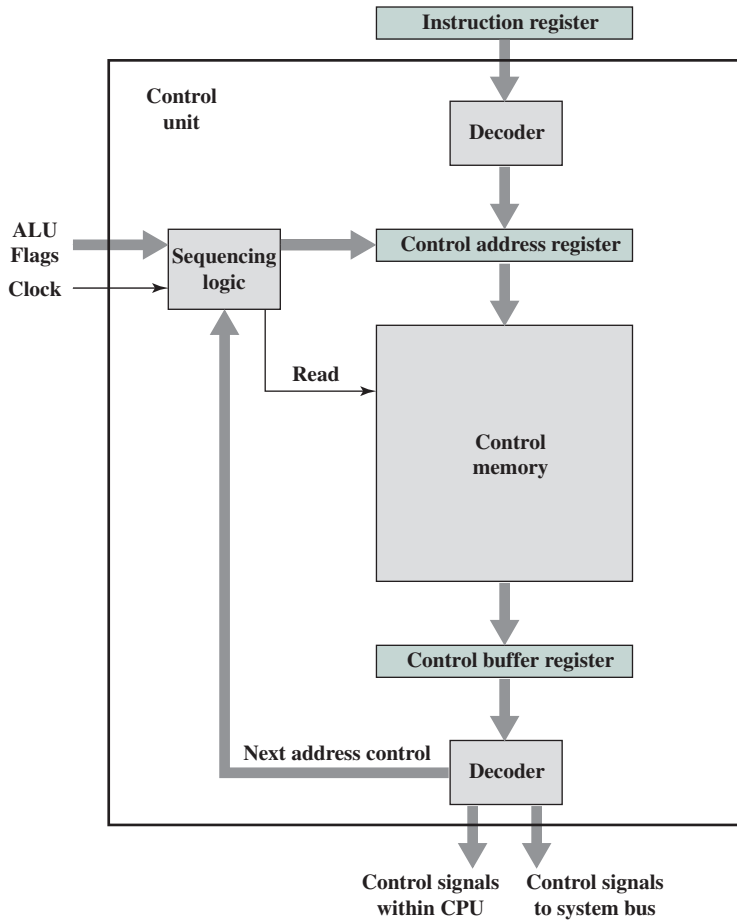 Instruction register
Control
unit
Decoder
ALU
Flags
Sequencing
logic
Control address register
Clock
Read
Control
memory
Control buffer register
Next address control
Decoder
Control signals
within CPU
Control signals
to system bus